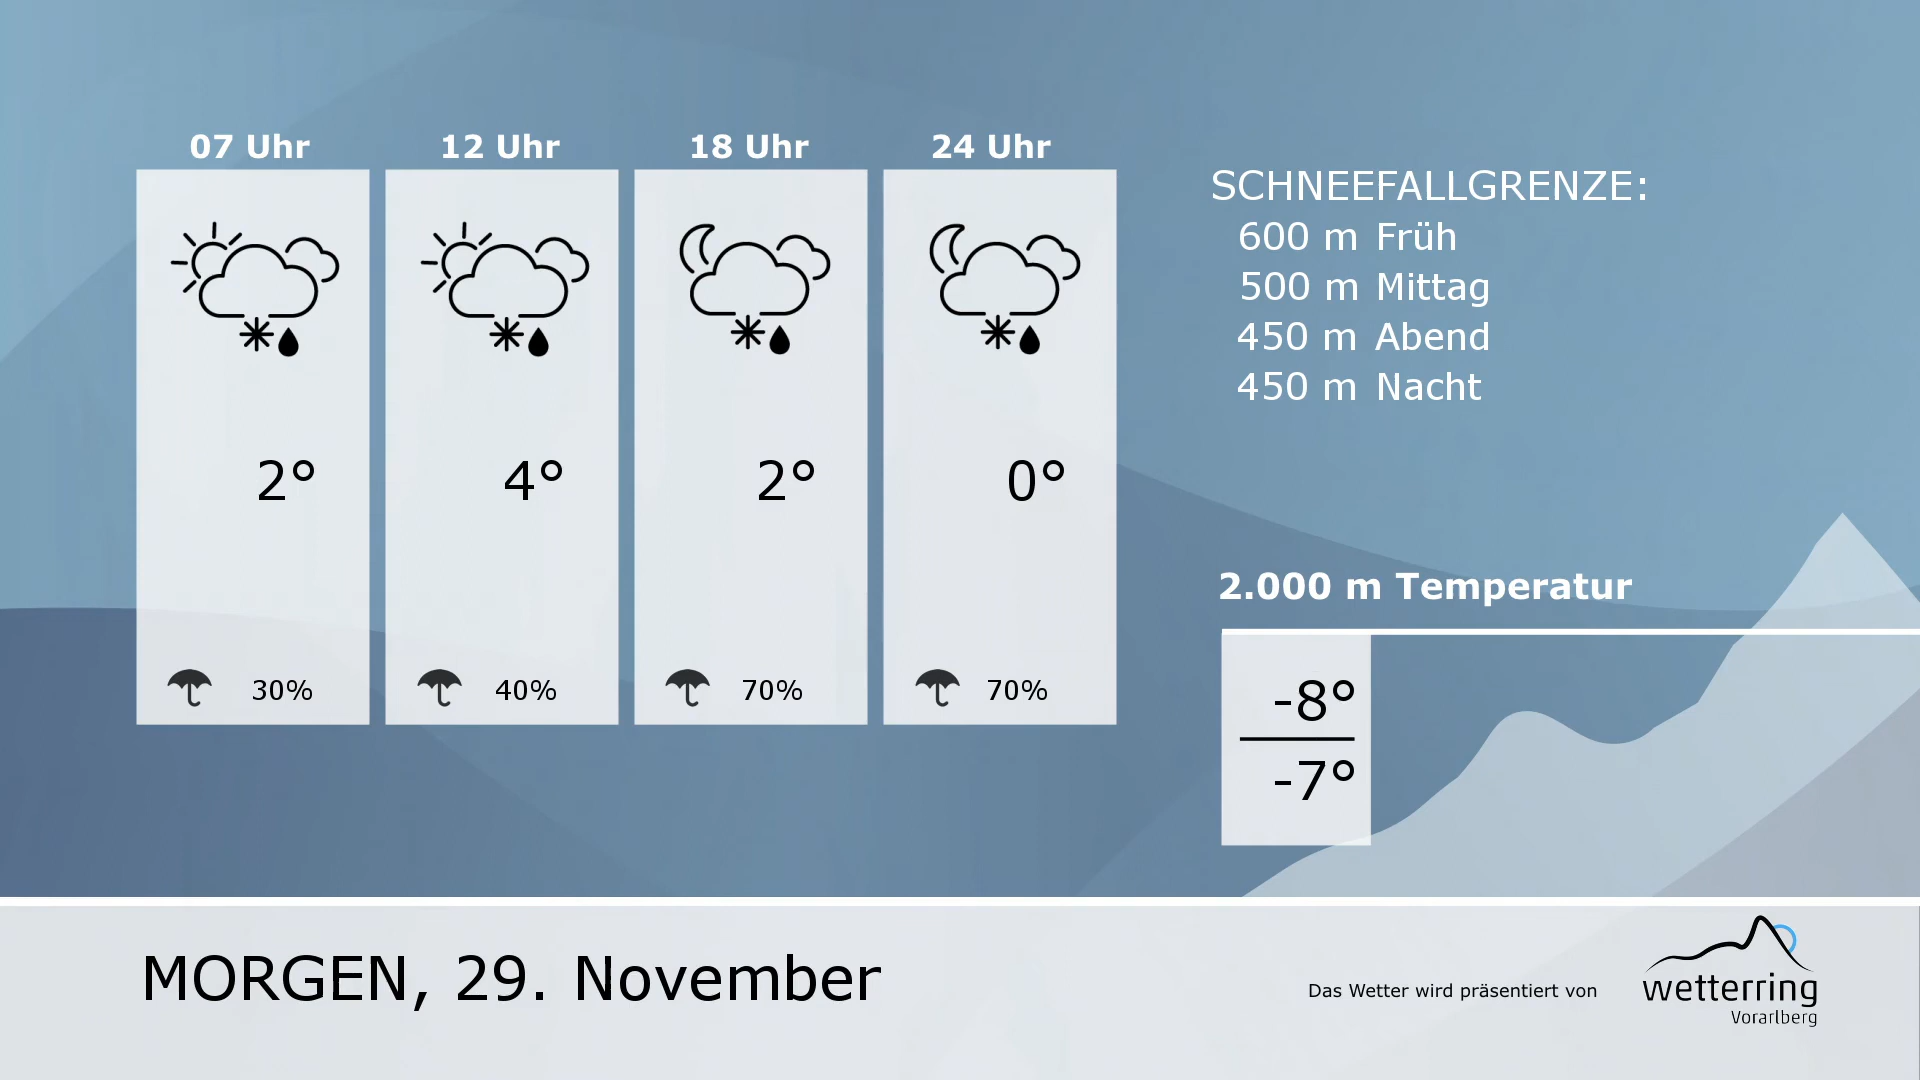 07 Uhr 12 Uhr 18 Uhr 24 Uhr
2° 4° 2° 0°
30% 40% 70% 70%
SCHNEEFALLGRENZE:
600 m Früh
500 m Mittag
450 m Abend
450 m Nacht
2.000 m Temperatur
-8°
-7°
MORGEN, 29. November
Das Wetter wird präsentiert von
wetterring
Vorarlberg